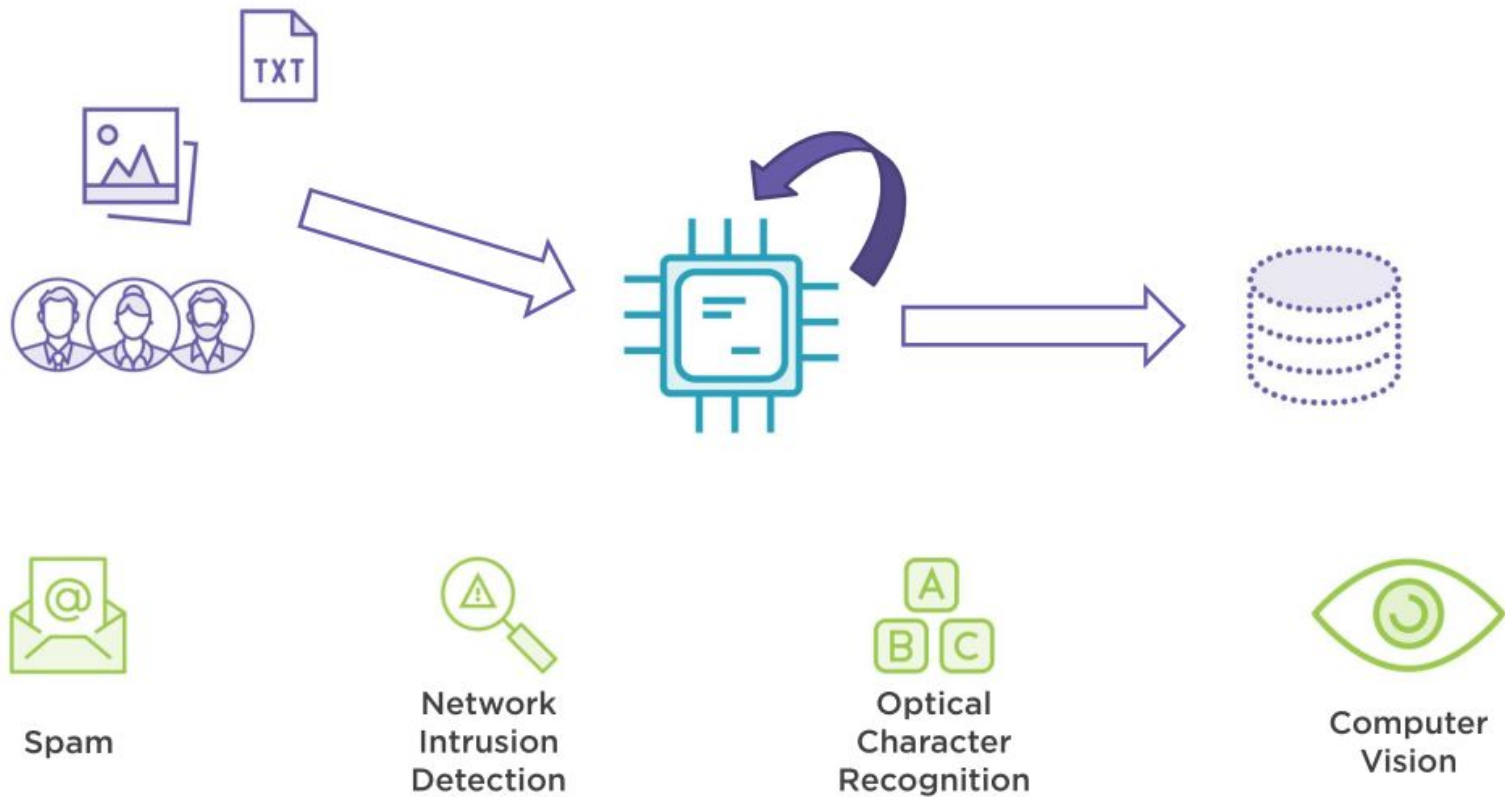 TXT
@
A
B C
Spam
Network
Intrusion
Detection
Optical
Character
Recognition
Computer
Vision